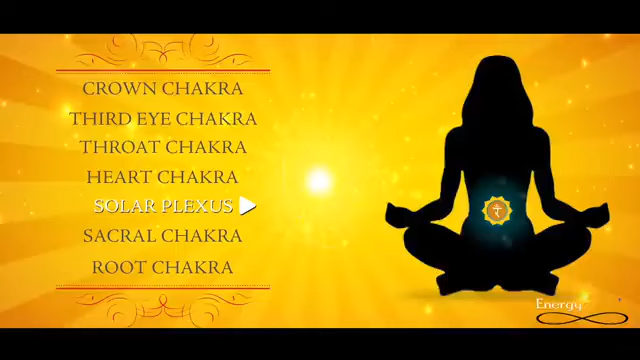 CROWN CHAKRA
THIRD EYE CHAKRA
THROAT CHAKRA
HEART CHAKRA
SOLAR PLEXUS
SACRAL CHAKRA
ROOT CHAKRA
रं
Energy